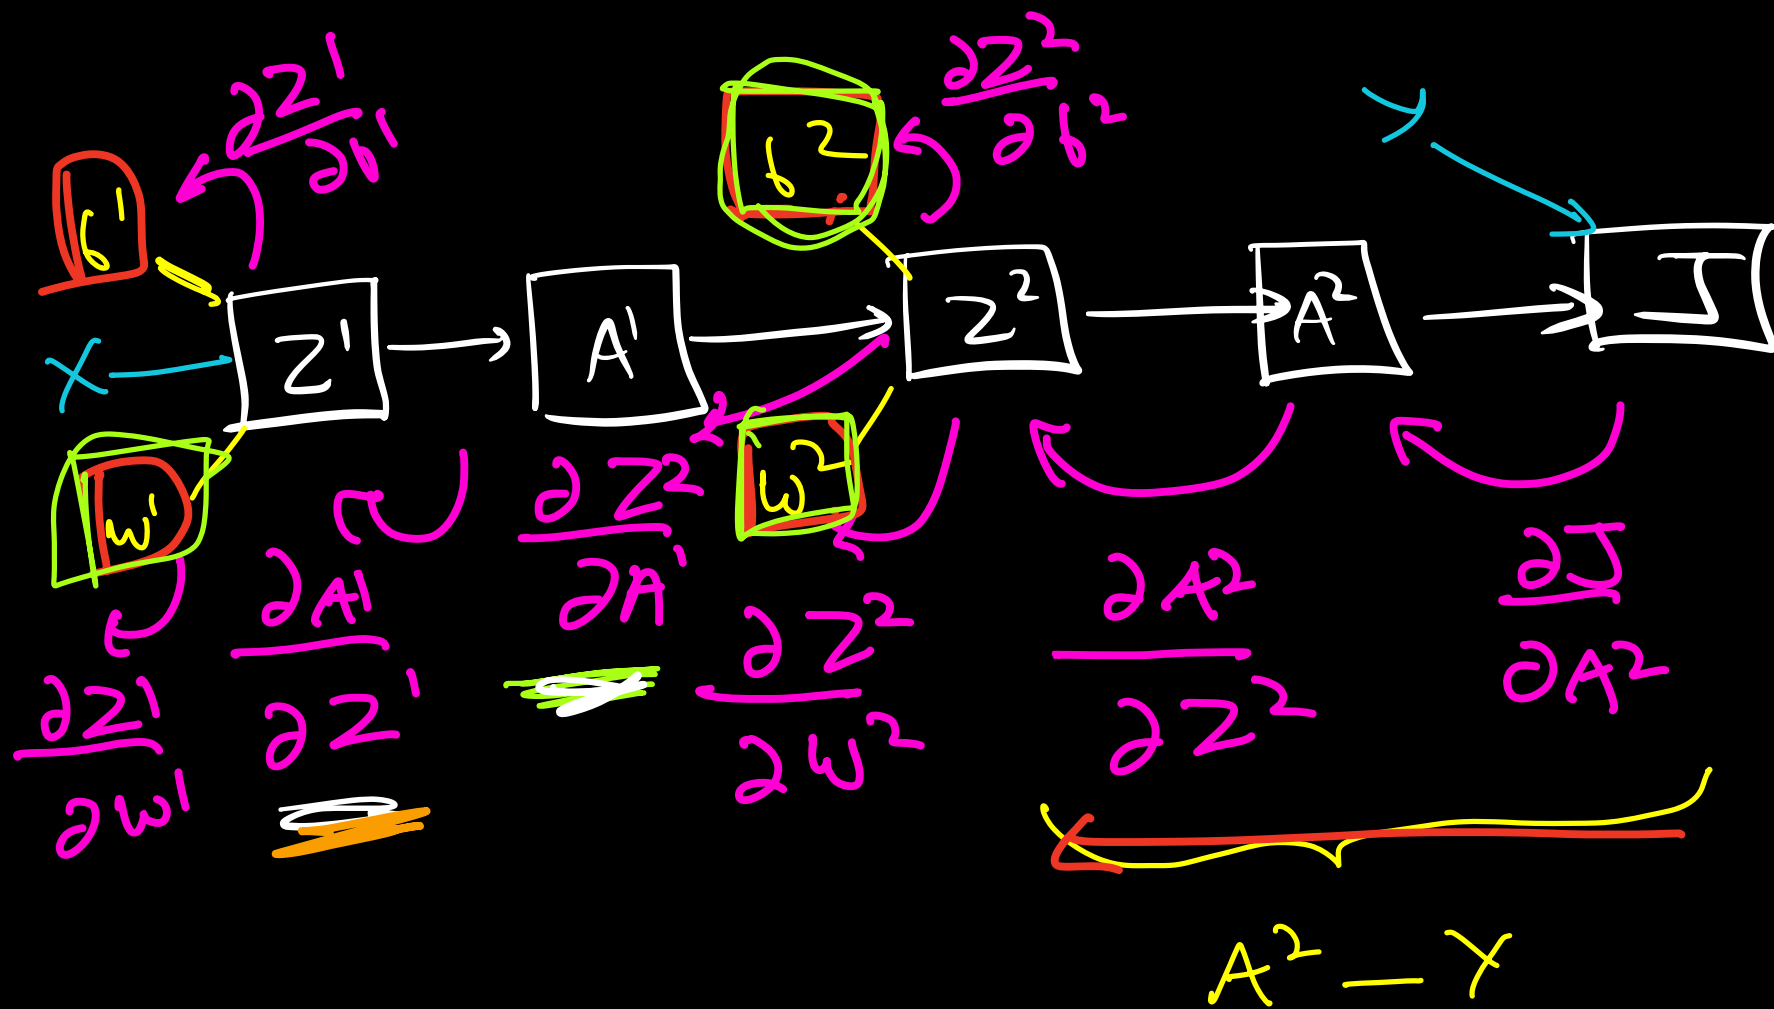 ∂Z¹/∂b¹
∂Z²/∂b²
Y
b¹
b²
X
Z¹
A¹
Z²
A²
J
W¹
W²
∂Z¹/∂W¹
∂A¹/∂Z¹
∂Z²/∂A¹
∂Z²/∂W²
∂A²/∂Z²
∂J/∂A²
A² – Y